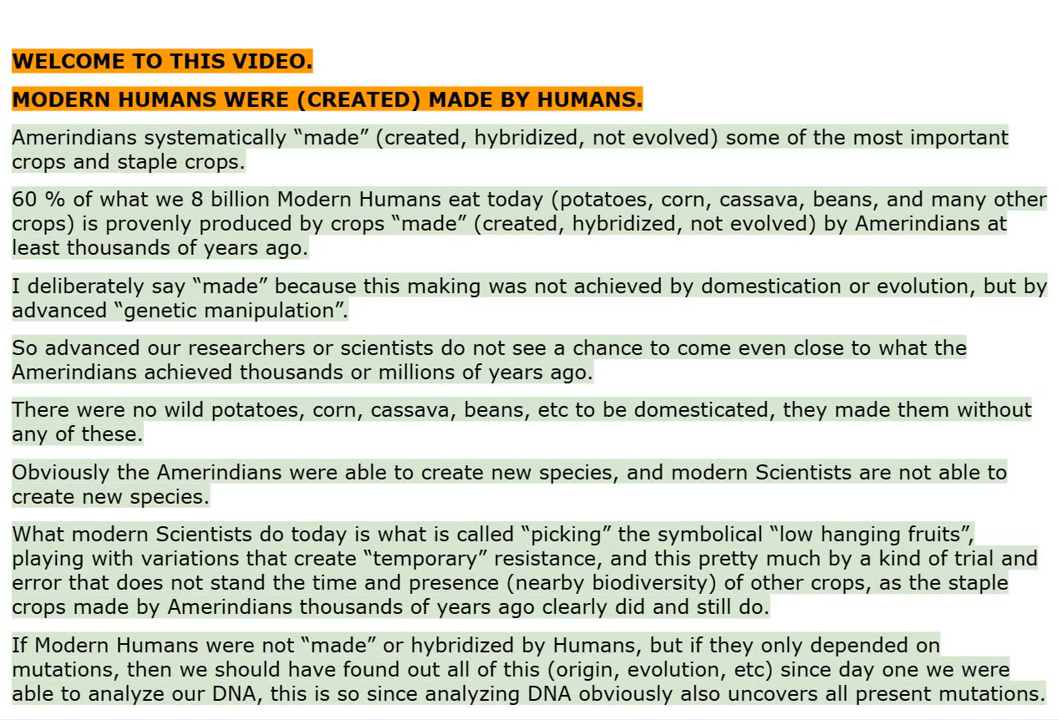 WELCOME TO THIS VIDEO.
MODERN HUMANS WERE (CREATED) MADE BY HUMANS.
Amerindians systematically “made” (created, hybridized, not evolved) some of the most important
crops and staple crops.
60 % of what we 8 billion Modern Humans eat today (potatoes, corn, cassava, beans, and many other
crops) is provenly produced by crops “made” (created, hybridized, not evolved) by Amerindians at
least thousands of years ago.
I deliberately say “made” because this making was not achieved by domestication or evolution, but by
advanced “genetic manipulation”.
So advanced our researchers or scientists do not see a chance to come even close to what the
Amerindians achieved thousands or millions of years ago.
There were no wild potatoes, corn, cassava, beans, etc to be domesticated, they made them without
any of these.
Obviously the Amerindians were able to create new species, and modern Scientists are not able to
create new species.
What modern Scientists do today is what is called “picking” the symbolical “low hanging fruits”,
playing with variations that create “temporary” resistance, and this pretty much by a kind of trial and
error that does not stand the time and presence (nearby biodiversity) of other crops, as the staple
crops made by Amerindians thousands of years ago clearly did and still do.
If Modern Humans were not “made” or hybridized by Humans, but if they only depended on
mutations, then we should have found out all of this (origin, evolution, etc) since day one we were
able to analyze our DNA, this is so since analyzing DNA obviously also uncovers all present mutations.